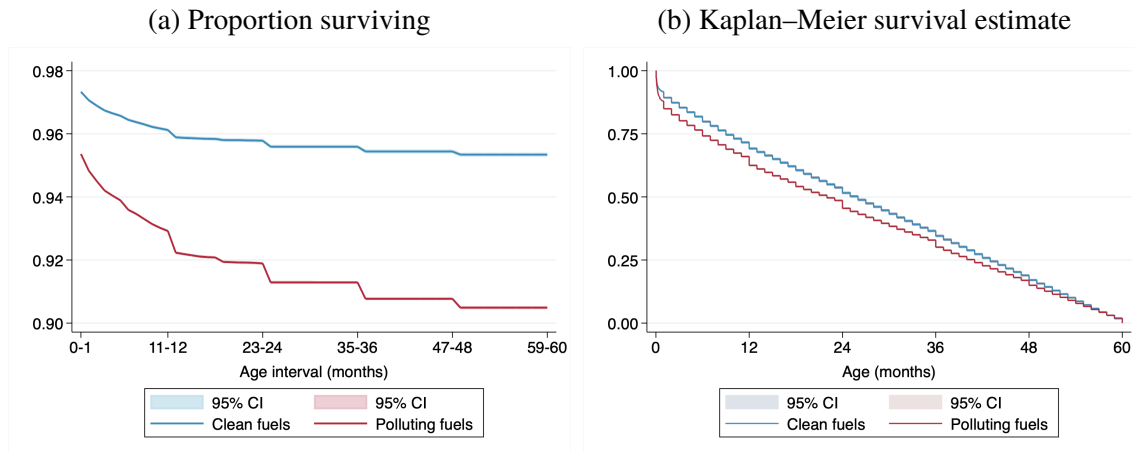 (a) Proportion surviving
0.98
0.96
0.94
0.92
0.90
0-1 11-12 23-24 35-36 47-48 59-60
Age interval (months)
95% CI 95% CI
Clean fuels Polluting fuels
(b) Kaplan–Meier survival estimate
1.00
0.75
0.50
0.25
0.00
0 12 24 36 48 60
Age (months)
95% CI 95% CI
Clean fuels Polluting fuels